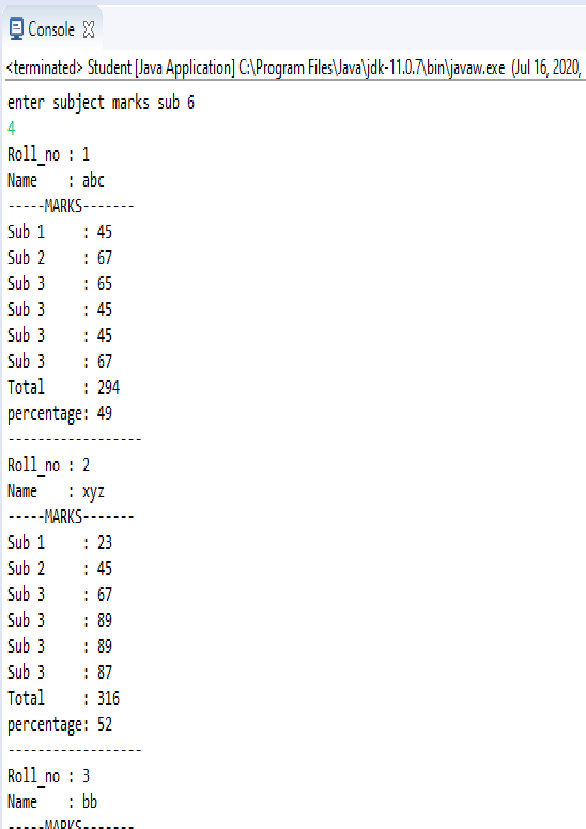 Console
<terminated> Student [Java Application] C:\Program Files\Java\jdk-11.0.7\bin\javaw.exe (Jul 16, 2020,
enter subject marks sub 6
4
Roll_no : 1
Name    : abc
-----MARKS-------
Sub 1     : 45
Sub 2     : 67
Sub 3     : 65
Sub 3     : 45
Sub 3     : 45
Sub 3     : 67
Total     : 294
percentage: 49
------------------
Roll_no : 2
Name    : xyz
-----MARKS-------
Sub 1     : 23
Sub 2     : 45
Sub 3     : 67
Sub 3     : 89
Sub 3     : 89
Sub 3     : 87
Total     : 316
percentage: 52
------------------
Roll_no : 3
Name    : bb
-----MARKS-------